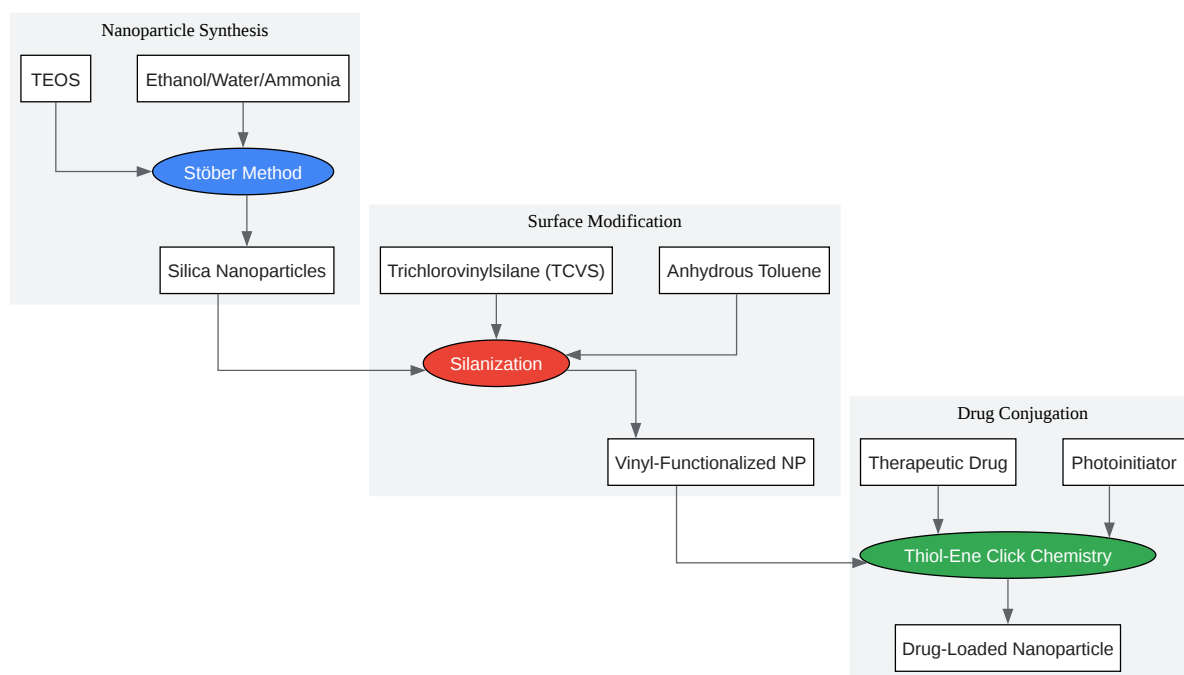 Nanoparticle Synthesis
TEOS
Ethanol/Water/Ammonia
Stöber Method
Silica Nanoparticles
Surface Modification
Trichlorovinylsilane (TCVS)
Anhydrous Toluene
Silanization
Vinyl-Functionalized NP
Drug Conjugation
Therapeutic Drug
Photoinitiator
Thiol-Ene Click Chemistry
Drug-Loaded Nanoparticle